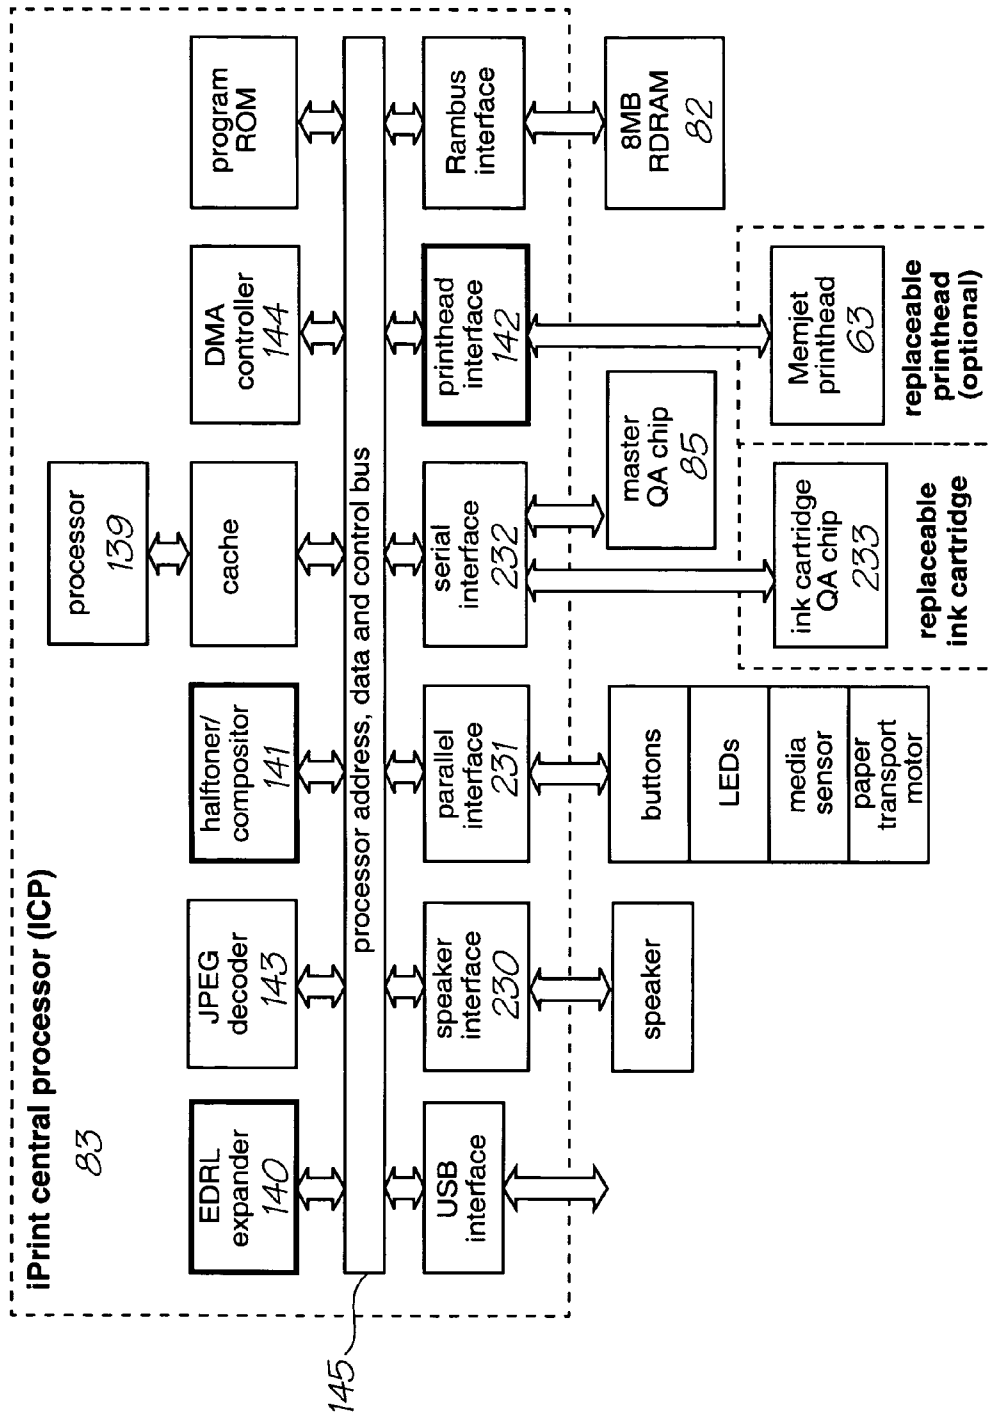 iPrint central processor (ICP)
83
processor
139
EDRL
expander
140
JPEG
decoder
143
halftoner/
compositor
141
cache
DMA
controller
144
program
ROM
145
processor address, data and control bus
USB
interface
speaker
interface
230
parallel
interface
231
serial
interface
232
printhead
interface
142
Rambus
interface
speaker
buttons
LEDs
media
sensor
paper
transport
motor
master
QA chip
85
8MB
RDRAM
82
ink cartridge
QA chip
233
replaceable
ink cartridge
Memjet
printhead
63
replaceable
printhead
(optional)